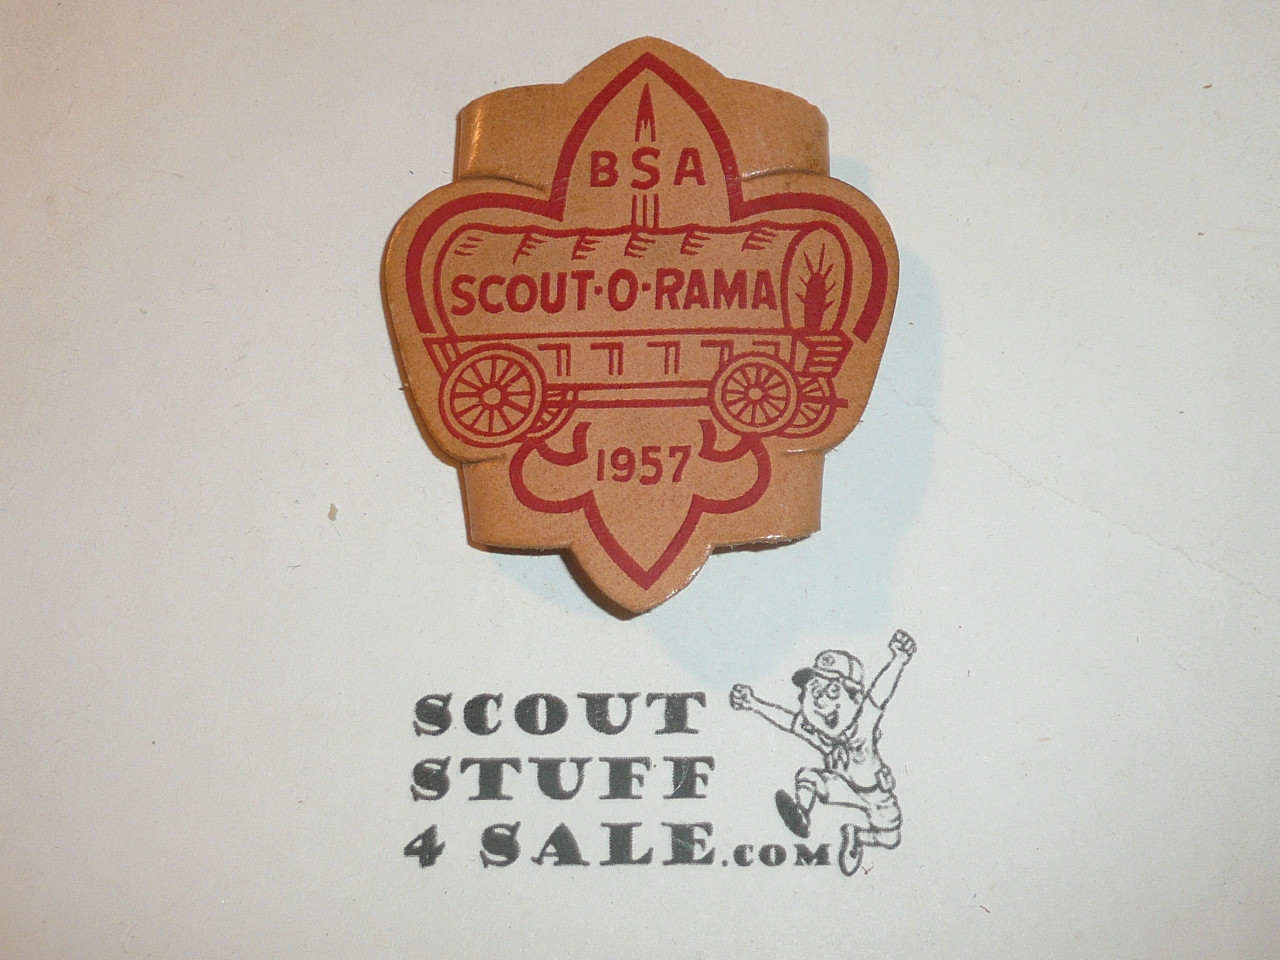 BSA
SCOUT·O·RAMA
1957
SCOUT
STUFF
4 SALE.COM